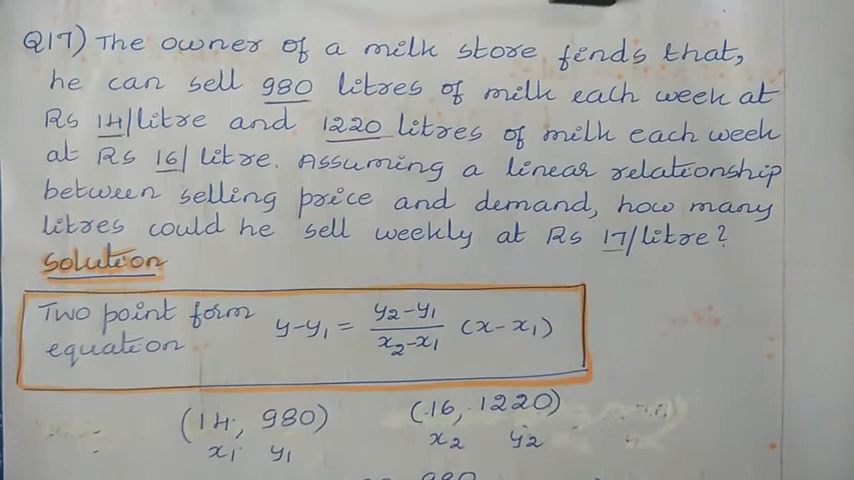 Q17) The owner of a milk store finds that,
he can sell 980 litres of milk each week at
Rs 14/litre and 1220 litres of milk each week
at Rs 16/litre. Assuming a linear relationship
between selling price and demand, how many
litres could he sell weekly at Rs 17/litre?
Solution
Two point form equation y-y₁ = y₂-y₁ / x₂-x₁ (x-x₁)
(14, 980) (16, 1220)
x₁ y₁ x₂ y₂
980